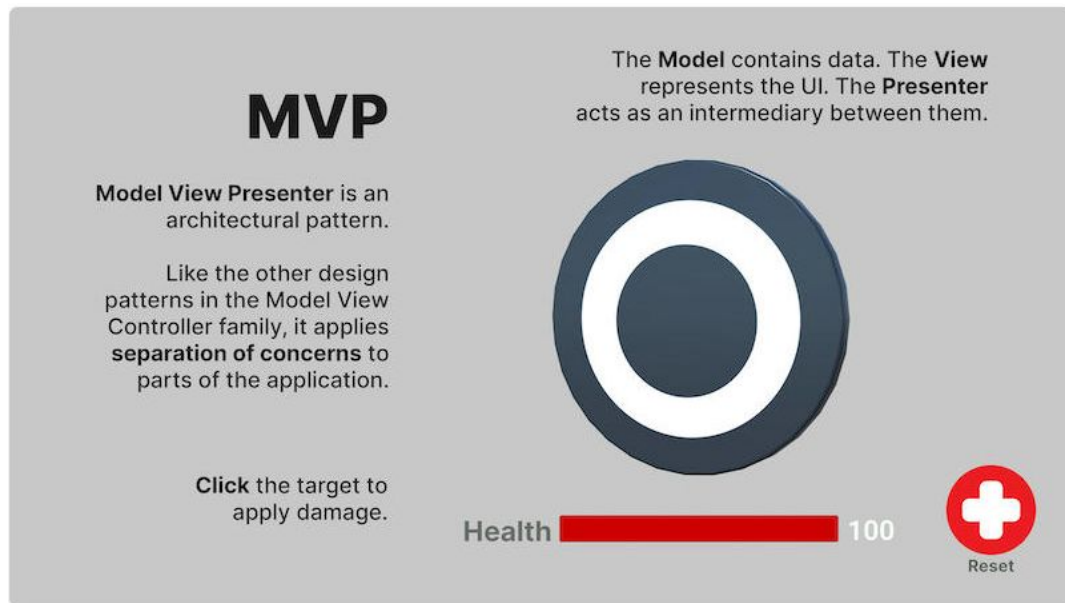 MVP
Model View Presenter is an
architectural pattern.
Like the other design
patterns in the Model View
Controller family, it applies
separation of concerns to
parts of the application.
Click the target to
apply damage.
The Model contains data. The View
represents the UI. The Presenter
acts as an intermediary between them.
Health 100
Reset